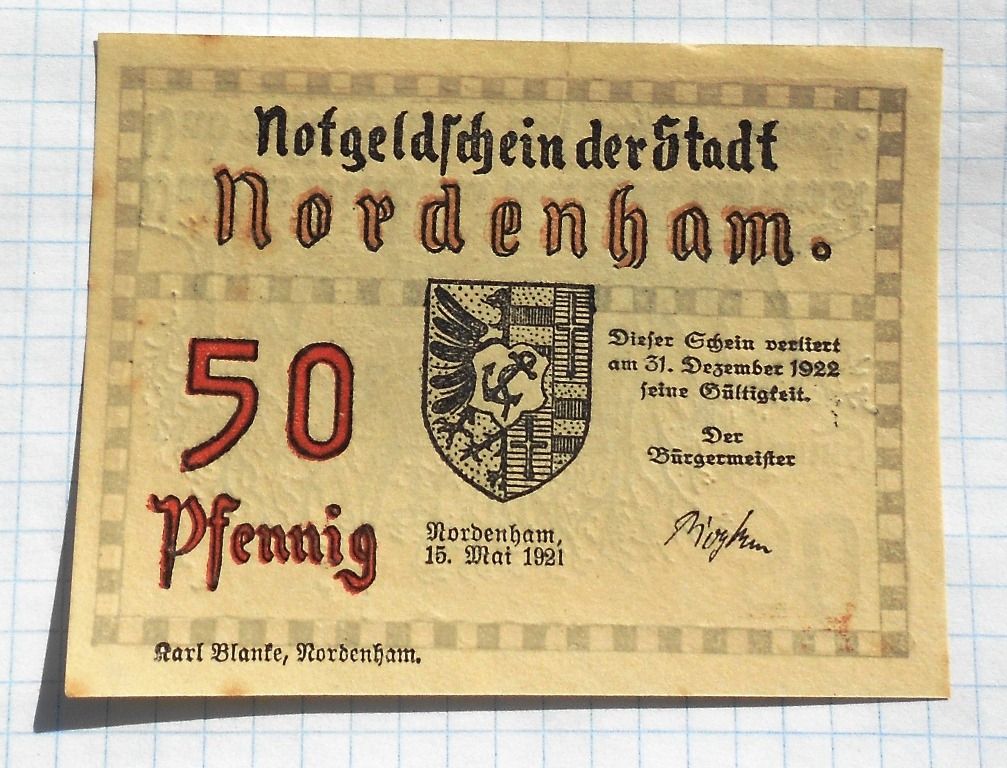 Notgeldschein der Stadt
Nordenham.
50
Pfennig
Dieser Schein verliert
am 31. Dezember 1922
seine Gültigkeit.
Der
Bürgermeister
Nordenham,
15. Mai 1921
Karl Blanke, Nordenham.